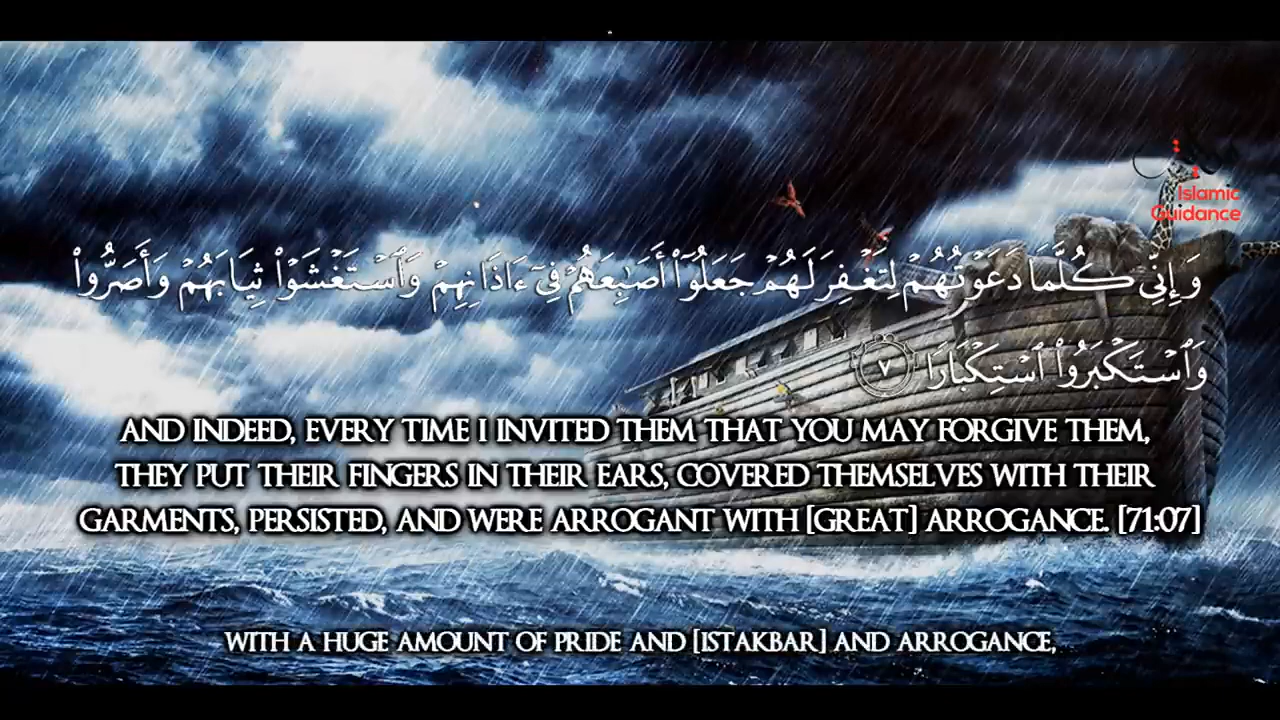 Islamic
Guidance
وَإِنِّى كُلَّمَا دَعَوْتُهُمْ لِتَغْفِرَ لَهُمْ جَعَلُوٓا۟ أَصَٰبِعَهُمْ فِىٓ ءَاذَانِهِمْ وَٱسْتَغْشَوْا۟ ثِيَابَهُمْ وَأَصَرُّوا۟
وَٱسْتَكْبَرُوا۟ ٱسْتِكْبَارًا ٧
AND INDEED, EVERY TIME I INVITED THEM THAT YOU MAY FORGIVE THEM,
THEY PUT THEIR FINGERS IN THEIR EARS, COVERED THEMSELVES WITH THEIR
GARMENTS, PERSISTED, AND WERE ARROGANT WITH [GREAT] ARROGANCE. [71:07]
WITH A HUGE AMOUNT OF PRIDE AND [ISTAKBAR] AND ARROGANCE,